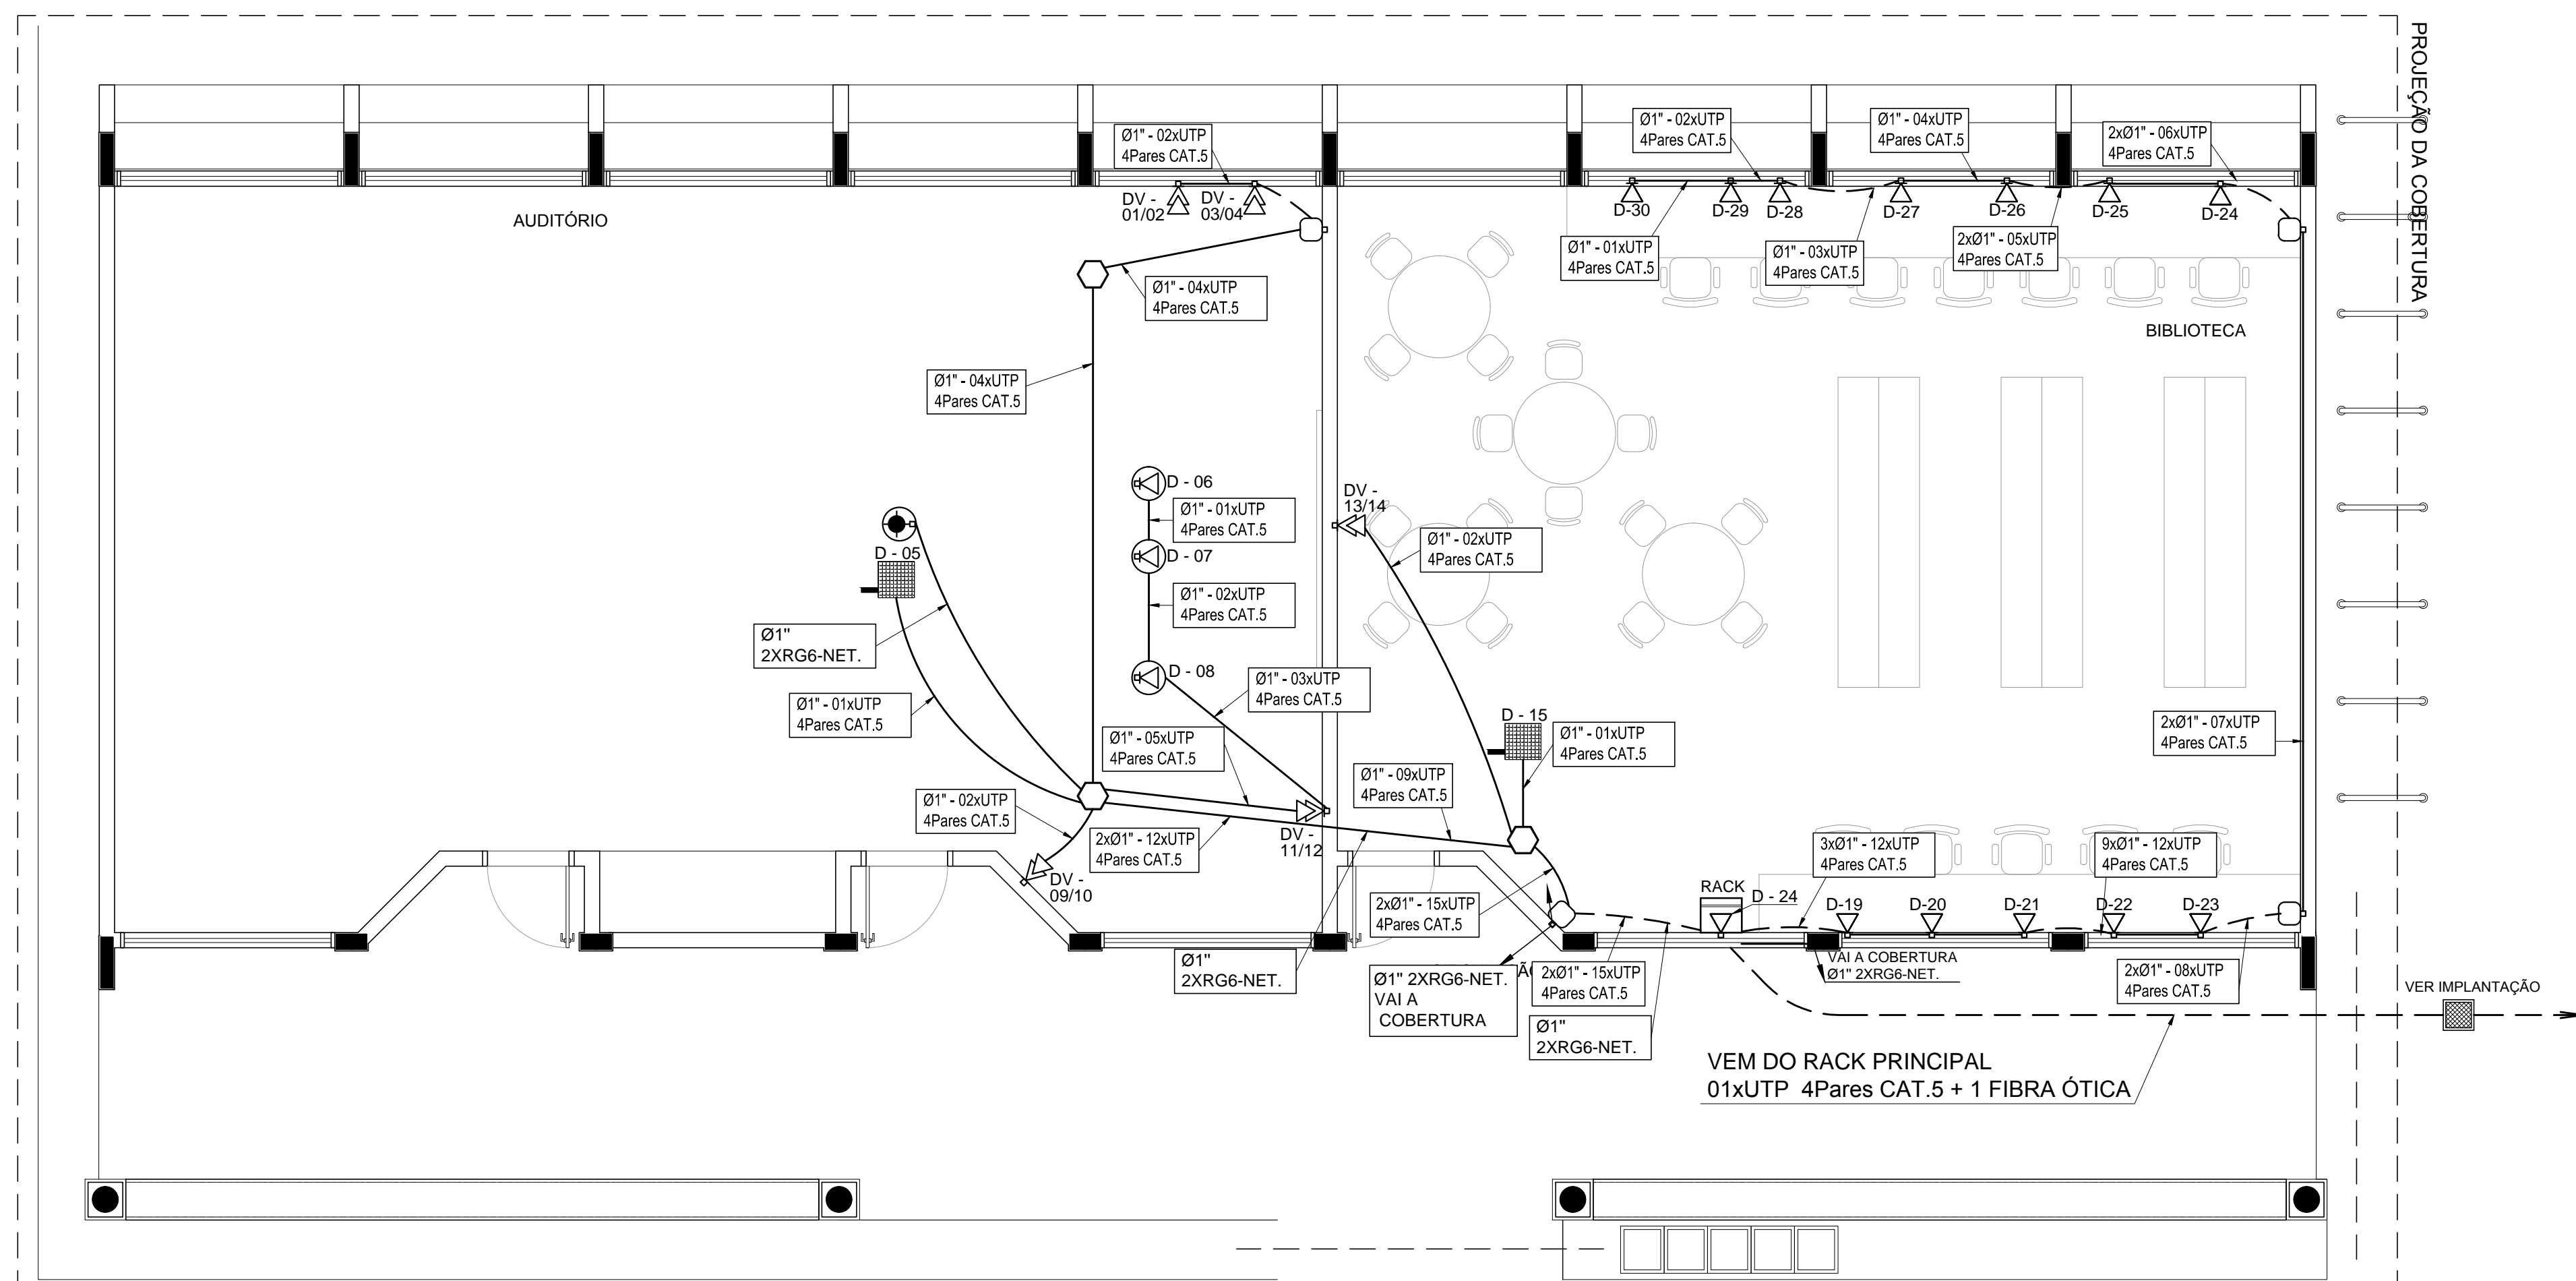 PROJEÇÃO DA COBERTURA
Ø1" - 02xUTP
4Pares CAT.5
Ø1" - 02xUTP
4Pares CAT.5
Ø1" - 04xUTP
4Pares CAT.5
2xØ1" - 06xUTP
4Pares CAT.5
AUDITÓRIO
DV -
01/02
DV -
03/04
D-30
D-29
D-28
D-27
D-26
D-25
D-24
Ø1" - 01xUTP
4Pares CAT.5
Ø1" - 03xUTP
4Pares CAT.5
2xØ1" - 05xUTP
4Pares CAT.5
Ø1" - 04xUTP
4Pares CAT.5
BIBLIOTECA
Ø1" - 04xUTP
4Pares CAT.5
D - 06
Ø1" - 01xUTP
4Pares CAT.5
D - 07
Ø1" - 02xUTP
4Pares CAT.5
D - 08
DV -
13/14
Ø1" - 02xUTP
4Pares CAT.5
D - 05
Ø1"
2XRG6-NET.
Ø1" - 01xUTP
4Pares CAT.5
Ø1" - 03xUTP
4Pares CAT.5
Ø1" - 05xUTP
4Pares CAT.5
D - 15
Ø1" - 01xUTP
4Pares CAT.5
2xØ1" - 07xUTP
4Pares CAT.5
Ø1" - 09xUTP
4Pares CAT.5
Ø1" - 02xUTP
4Pares CAT.5
2xØ1" - 12xUTP
4Pares CAT.5
DV -
11/12
DV -
09/10
3xØ1" - 12xUTP
4Pares CAT.5
9xØ1" - 12xUTP
4Pares CAT.5
2xØ1" - 15xUTP
4Pares CAT.5
RACK
D - 24
D-19
D-20
D-21
D-22
D-23
Ø1"
2XRG6-NET.
Ø1" 2XRG6-NET.
VAI A
COBERTURA
ÃO
2xØ1" - 15xUTP
4Pares CAT.5
Ø1"
2XRG6-NET.
VAI A COBERTURA
Ø1" 2XRG6-NET.
2xØ1" - 08xUTP
4Pares CAT.5
VER IMPLANTAÇÃO
VEM DO RACK PRINCIPAL
01xUTP 4Pares CAT.5 + 1 FIBRA ÓTICA